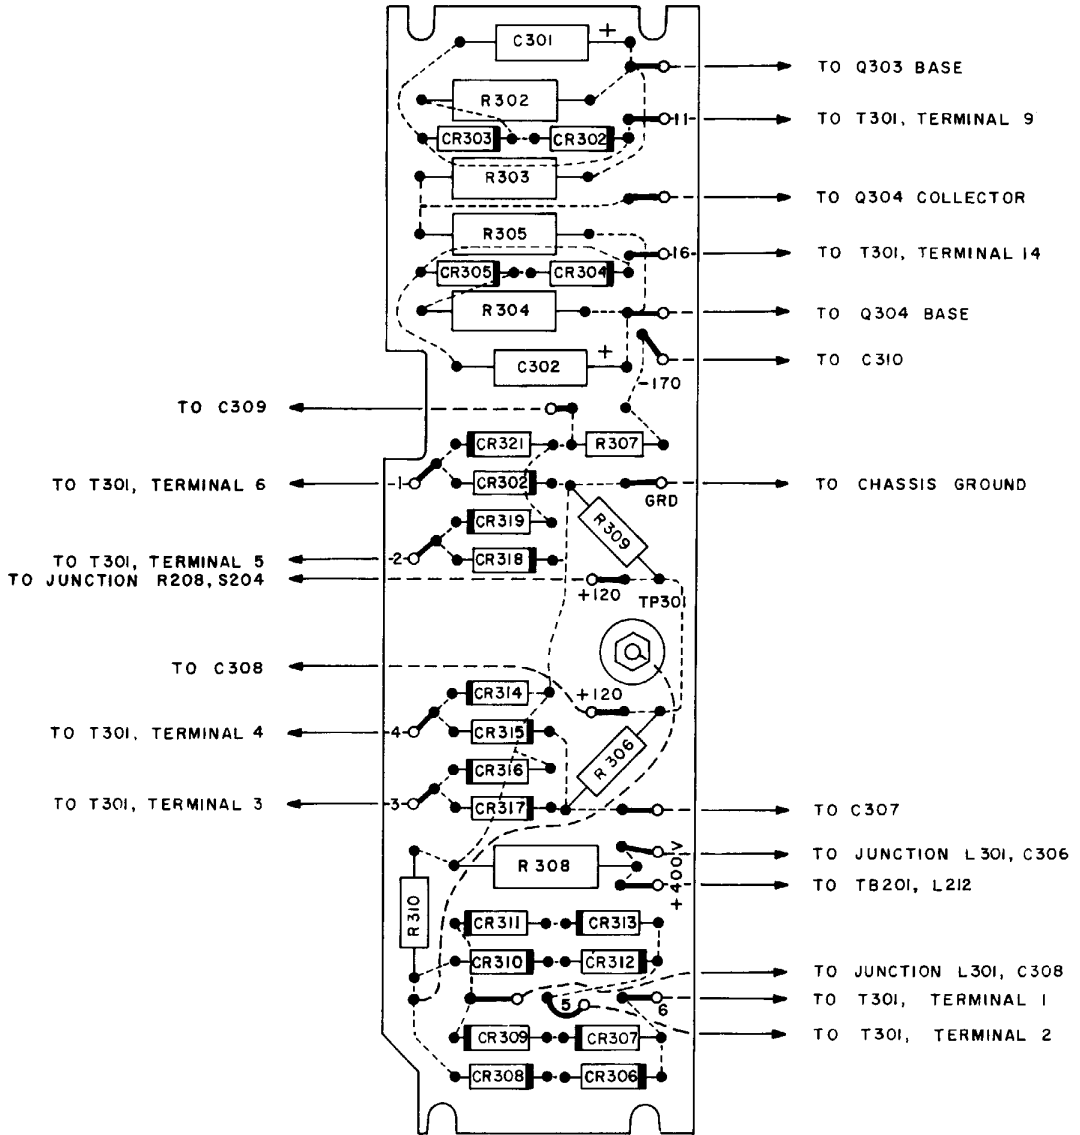 C301 +
TO Q303 BASE
R302
11
TO T301, TERMINAL 9
CR303
CR302
R303
TO Q304 COLLECTOR
R305
16
TO T301, TERMINAL 14
CR305
CR304
R304
TO Q304 BASE
C302 +
TO C310
-170
TO C309
CR321
R307
TO T301, TERMINAL 6
1
CR302
GRD
TO CHASSIS GROUND
CR319
R309
TO T301, TERMINAL 5
2
CR318
TO JUNCTION R208, S204
+120
TP301
TO C308
CR314
+120
TO T301, TERMINAL 4
4
CR315
R306
CR316
TO T301, TERMINAL 3
3
CR317
TO C307
R308
+400V
TO JUNCTION L301, C306
TO TB201, L212
R310
CR311
CR313
CR310
CR312
TO JUNCTION L301, C308
5
6
TO T301, TERMINAL 1
CR309
CR307
TO T301, TERMINAL 2
CR308
CR306